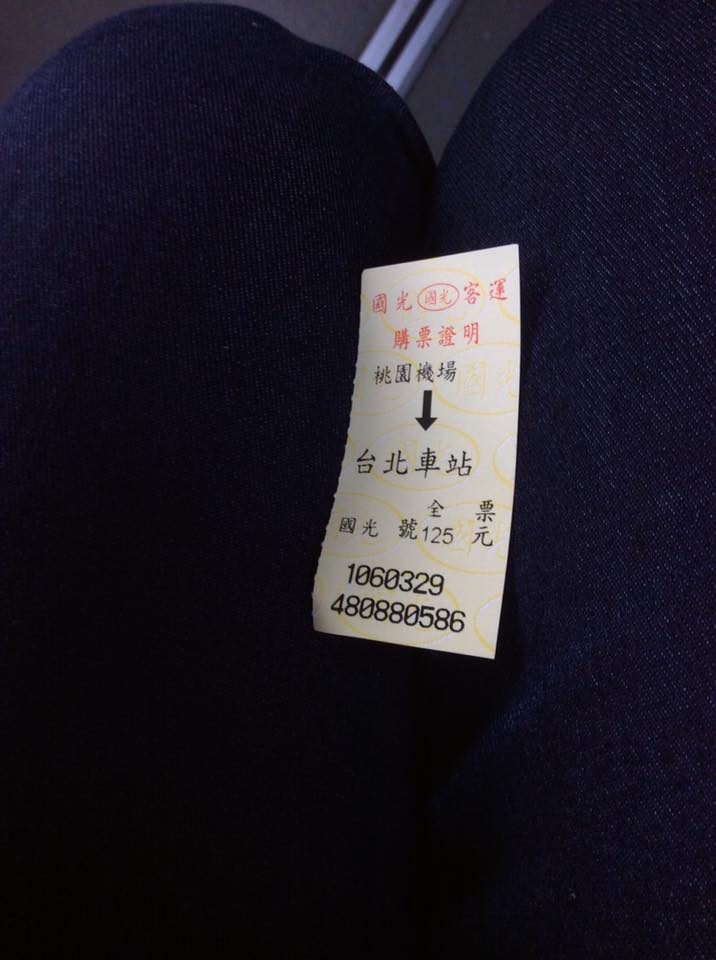 國光 國光 客運
購票證明
桃園機場
台北車站
全 票
國光 號 125 元
1060329
480880586